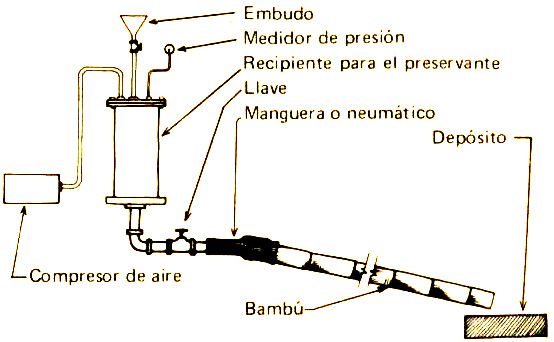 Embudo
Medidor de presión
Recipiente para el preservante
Llave
Manguera o neumático
Depósito
Compresor de aire
Bambú